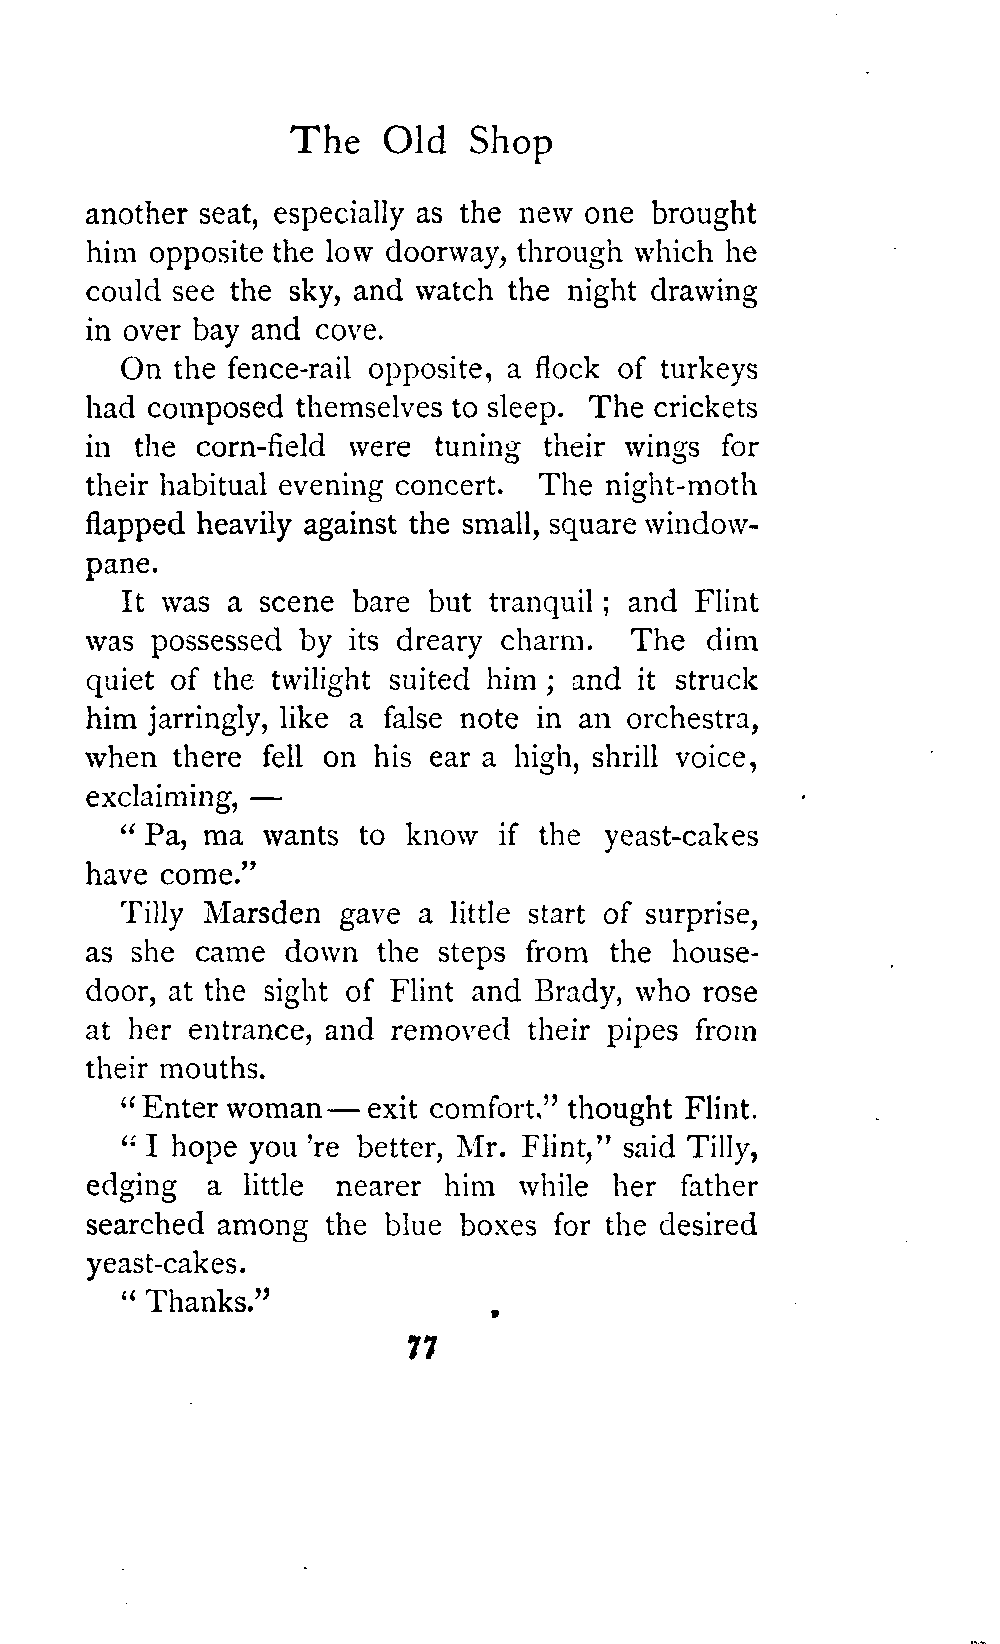 The Old Shop
another seat, especially as the new one brought
him opposite the low doorway, through which he
could see the sky, and watch the night drawing
in over bay and cove.
On the fence-rail opposite, a flock of turkeys
had composed themselves to sleep. The crickets
in the corn-field were tuning their wings for
their habitual evening concert. The night-moth
flapped heavily against the small, square window-
pane.
It was a scene bare but tranquil ; and Flint
was possessed by its dreary charm. The dim
quiet of the twilight suited him ; and it struck
him jarringly, like a false note in an orchestra,
when there fell on his ear a high, shrill voice,
exclaiming, —
“ Pa, ma wants to know if the yeast-cakes
have come.”
Tilly Marsden gave a little start of surprise,
as she came down the steps from the house-
door, at the sight of Flint and Brady, who rose
at her entrance, and removed their pipes from
their mouths.
“ Enter woman — exit comfort,” thought Flint.
“ I hope you 're better, Mr. Flint,” said Tilly,
edging a little nearer him while her father
searched among the blue boxes for the desired
yeast-cakes.
“ Thanks.”
77